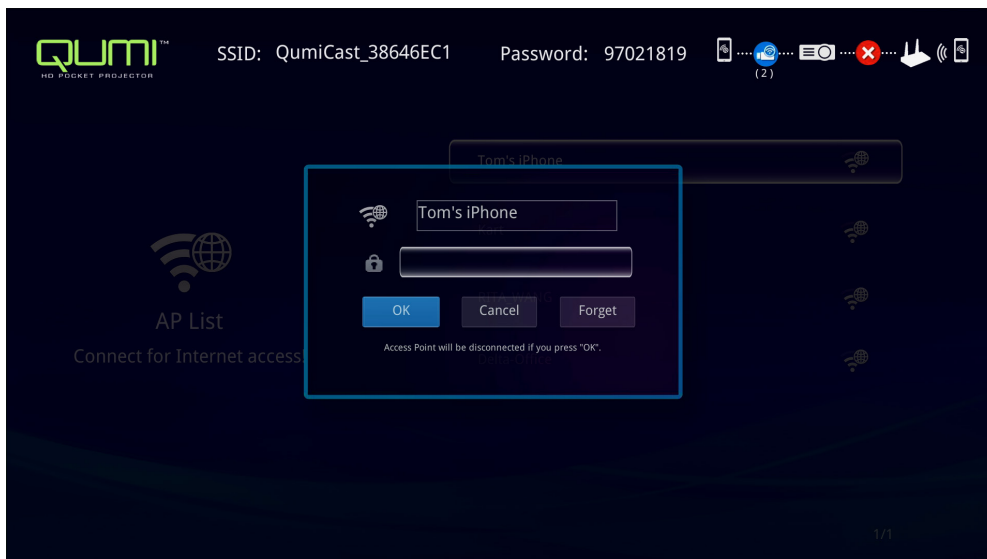 QUMI™
HD POCKET PROJECTOR
SSID: QumiCast_38646EC1
Password: 97021819
(2)
Tom's iPhone
Tom's iPhone
AP List
Connect for Internet access!
OK
Cancel
Forget
Access Point will be disconnected if you press "OK".
1/1